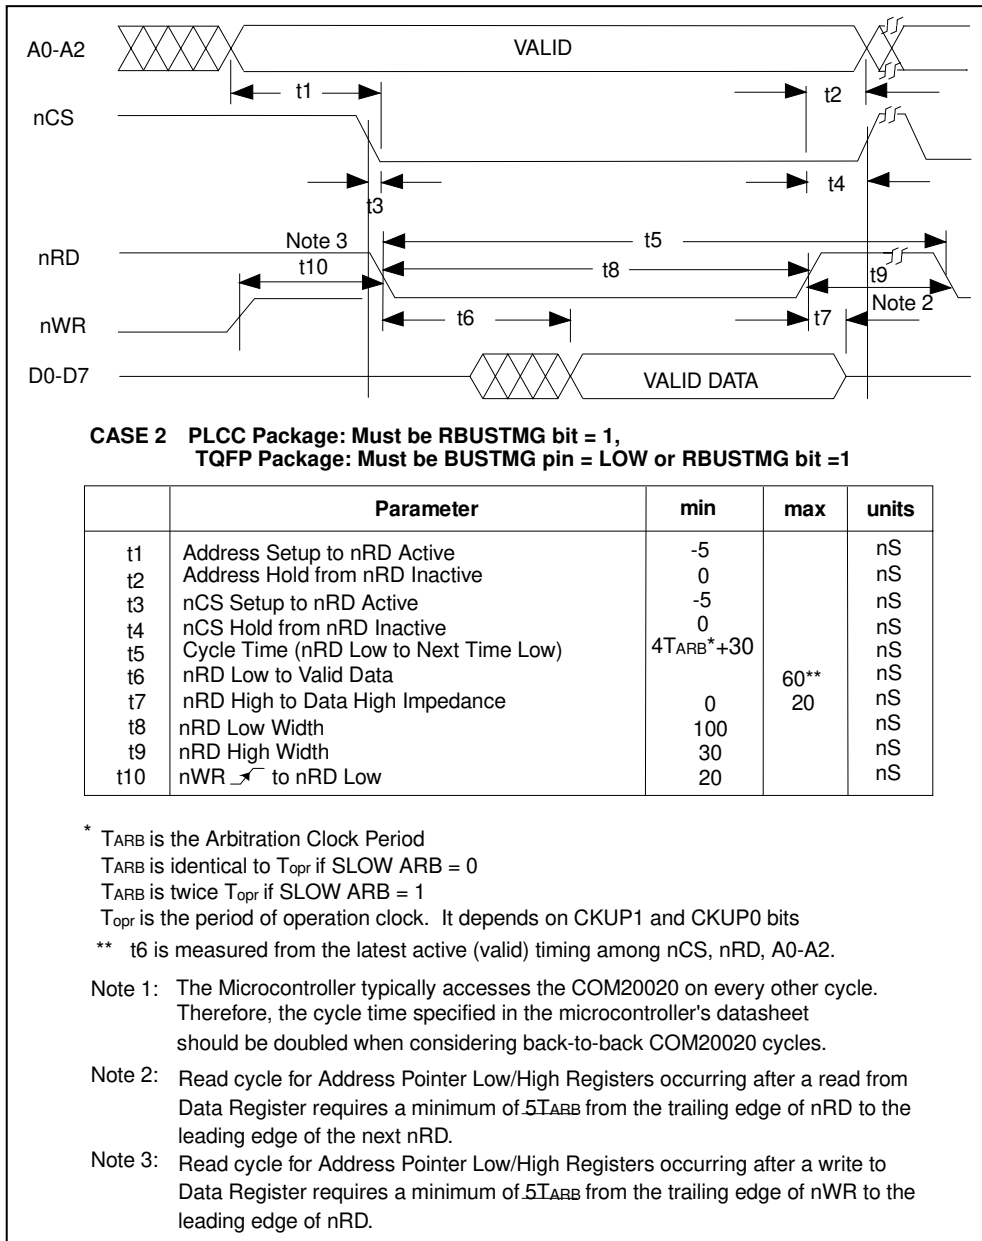 A0-A2
VALID
t1
t2
nCS
t3
t4
nRD
Note 3
t5
t10
t8
t9
Note 2
nWR
t6
t7
D0-D7
VALID DATA
CASE 2 PLCC Package: Must be RBUSTMG bit = 1,
TQFP Package: Must be BUSTMG pin = LOW or RBUSTMG bit =1
Parameter min max units
t1 Address Setup to nRD Active -5 nS
t2 Address Hold from nRD Inactive 0 nS
t3 nCS Setup to nRD Active -5 nS
t4 nCS Hold from nRD Inactive 0 nS
t5 Cycle Time (nRD Low to Next Time Low) 4TARB*+30 nS
t6 nRD Low to Valid Data 60** nS
t7 nRD High to Data High Impedance 0 20 nS
t8 nRD Low Width 100 nS
t9 nRD High Width 30 nS
t10 nWR to nRD Low 20 nS
* TARB is the Arbitration Clock Period
TARB is identical to Topr if SLOW ARB = 0
TARB is twice Topr if SLOW ARB = 1
Topr is the period of operation clock. It depends on CKUP1 and CKUP0 bits
** t6 is measured from the latest active (valid) timing among nCS, nRD, A0-A2.
Note 1: The Microcontroller typically accesses the COM20020 on every other cycle.
Therefore, the cycle time specified in the microcontroller's datasheet
should be doubled when considering back-to-back COM20020 cycles.
Note 2: Read cycle for Address Pointer Low/High Registers occurring after a read from
Data Register requires a minimum of 5TARB from the trailing edge of nRD to the
leading edge of the next nRD.
Note 3: Read cycle for Address Pointer Low/High Registers occurring after a write to
Data Register requires a minimum of 5TARB from the trailing edge of nWR to the
leading edge of nRD.